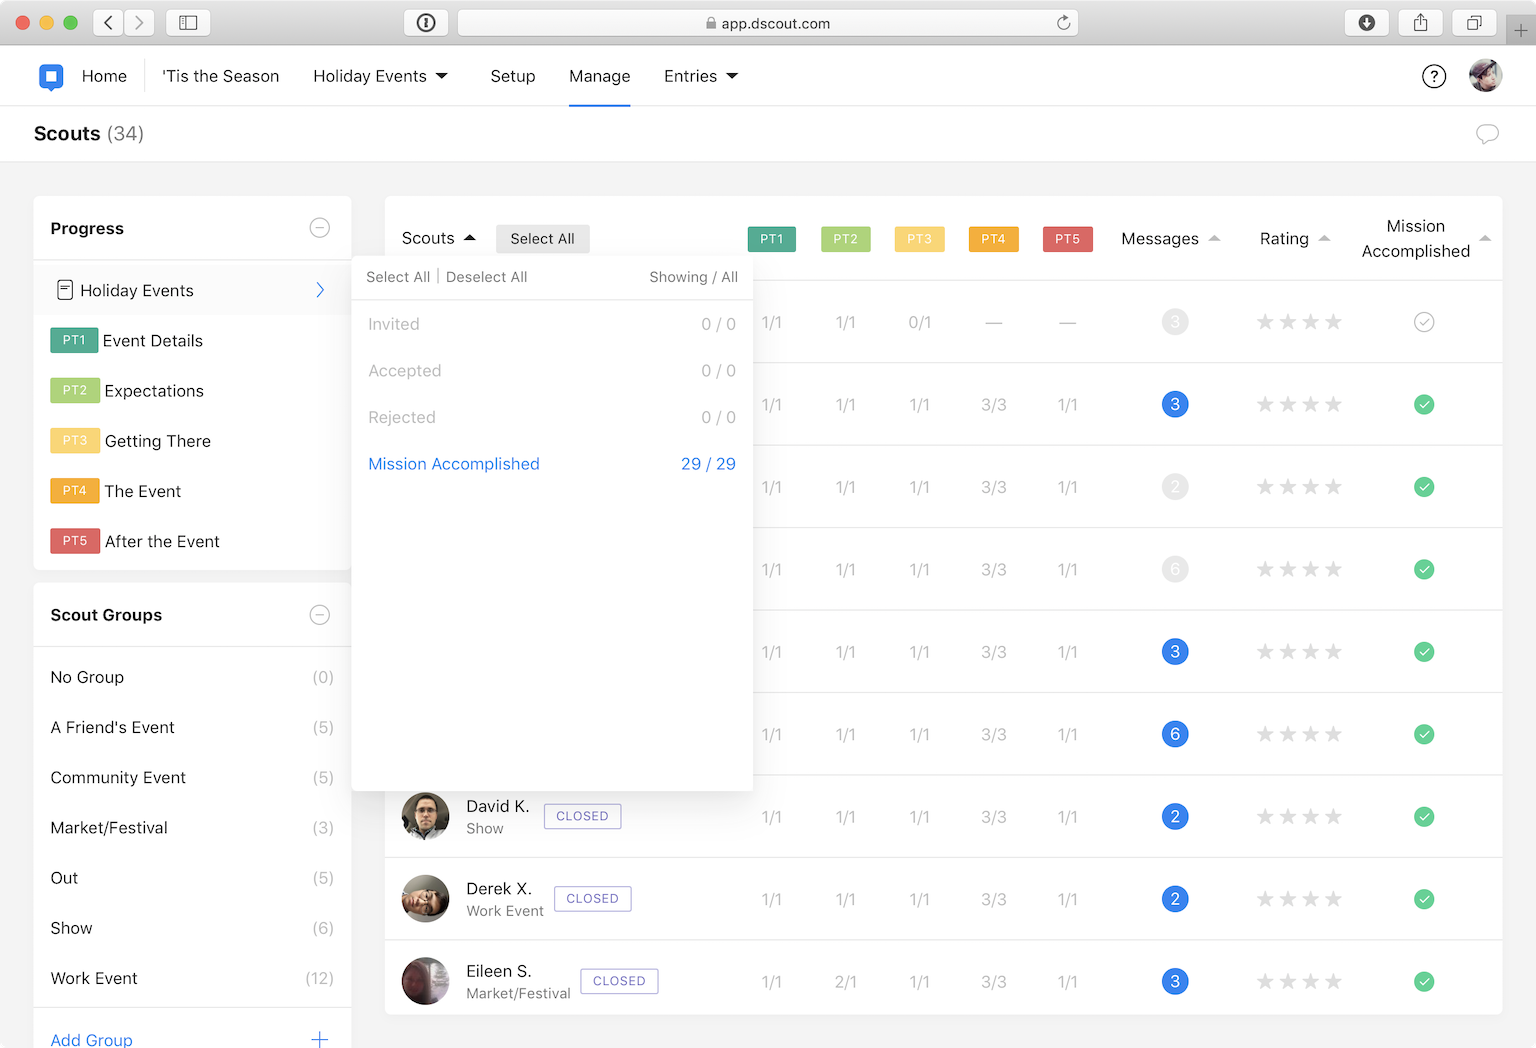 app.dscout.com
Home 'Tis the Season Holiday Events Setup Manage Entries ?
Scouts (34)
Progress
Holiday Events
PT1 Event Details
PT2 Expectations
PT3 Getting There
PT4 The Event
PT5 After the Event
Scout Groups
No Group (0)
A Friend's Event (5)
Community Event (5)
Market/Festival (3)
Out (5)
Show (6)
Work Event (12)
Add Group
Scouts Select All PT1 PT2 PT3 PT4 PT5 Messages Rating Mission
Accomplished
Select All | Deselect All Showing / All
Invited 0 / 0
Accepted 0 / 0
Rejected 0 / 0
Mission Accomplished 29 / 29
1/1 1/1 0/1 — — 3
1/1 1/1 1/1 3/3 1/1 3
1/1 1/1 1/1 3/3 1/1 2
1/1 1/1 1/1 3/3 1/1 6
1/1 1/1 1/1 3/3 1/1 3
1/1 1/1 1/1 3/3 1/1 6
David K. CLOSED 1/1 1/1 1/1 3/3 1/1 2
Show
Derek X. CLOSED 1/1 1/1 1/1 3/3 1/1 2
Work Event
Eileen S. CLOSED 1/1 2/1 1/1 3/3 1/1 3
Market/Festival